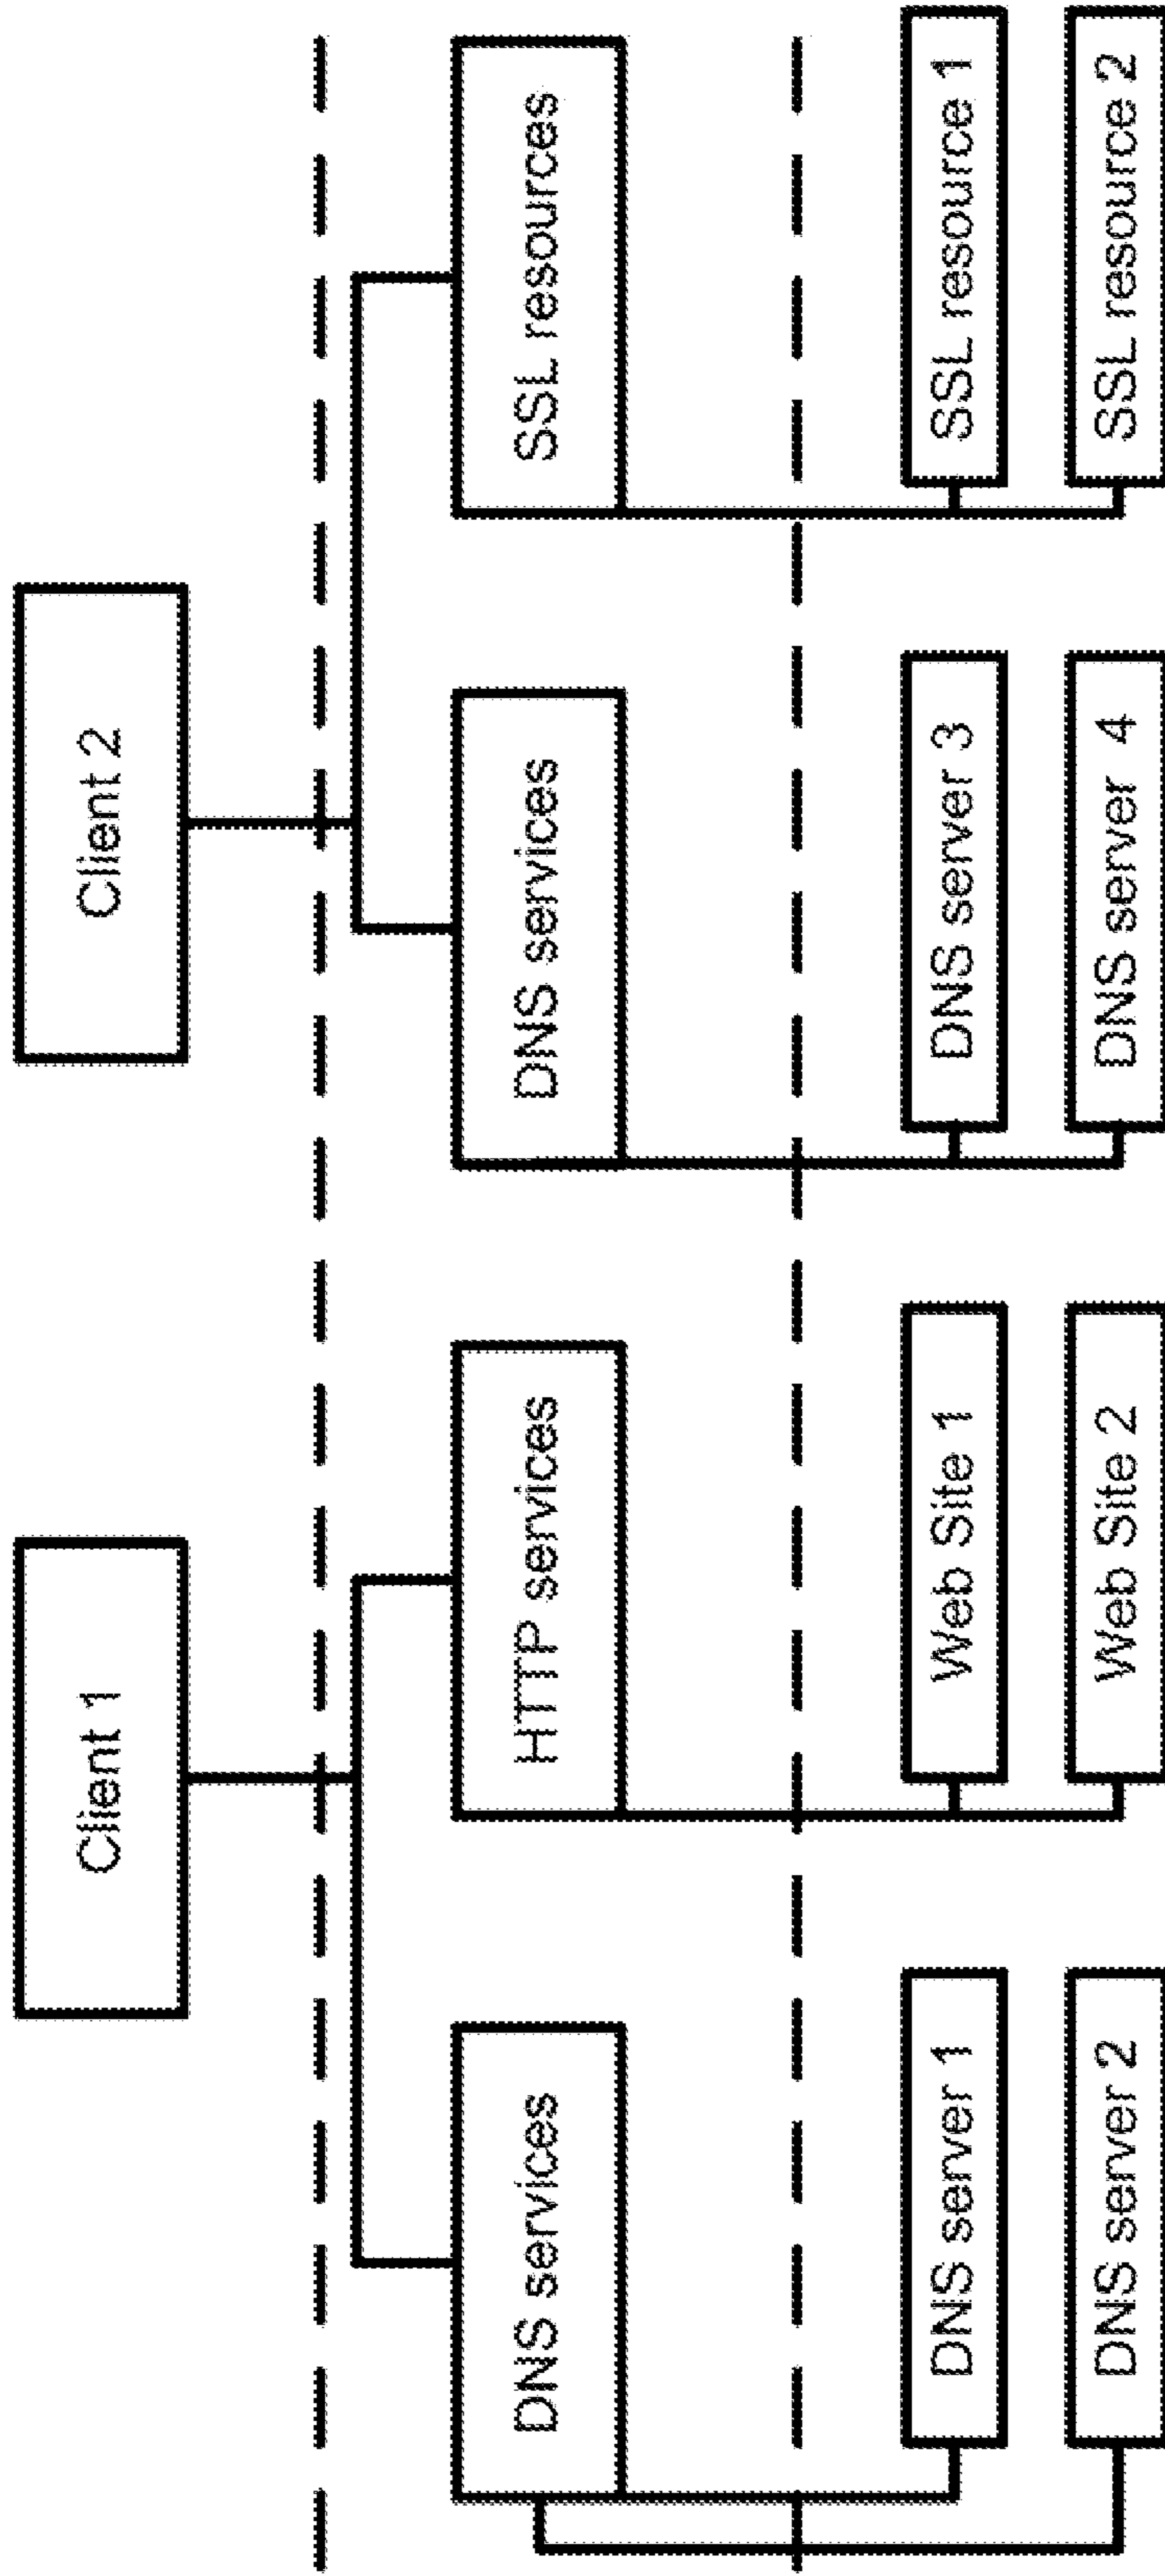 Client 1
Client 2
DNS services
HTTP services
DNS services
SSL resources
DNS server 1
Web Site 1
DNS server 3
SSL resource 1
DNS server 2
Web Site 2
DNS server 4
SSL resource 2